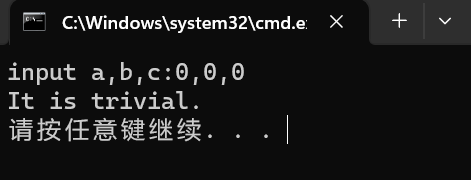 C:\Windows\system32\cmd.e
input a,b,c:0,0,0
It is trivial.
请按任意键继续. . .